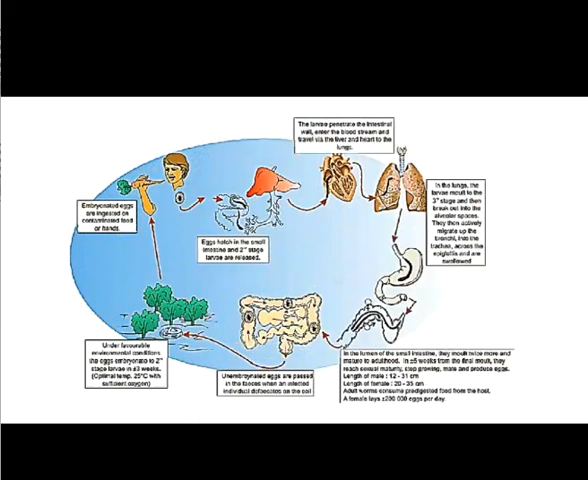 The larvae penetrate the intestinal
wall, enter the blood stream and
travel via the liver and heart to the
lungs.
In the lungs, the
larvae moult to the
3rd stage and then
break out into the
alveolar spaces.
They then actively
migrate up the
bronchi, into the
trachea, across the
epiglottis and are
swallowed
Embryonated eggs
are ingested on
contaminated food
or hands.
Eggs hatch in the small
intestine and 2nd stage
larvae are released.
Under favourable
environmental conditions
the eggs embryonate to 2nd
stage larvae in ±3 weeks.
(Optimal temp. 25°C with
sufficient oxygen)
Unembryonated eggs are passed
in the faeces when an infected
individual defaecates on the soil
In the lumen of the small intestine, they moult twice more and
mature to adulthood. In ±5 weeks from the final moult, they
reach sexual maturity, stop growing, mate and produce eggs.
Length of male : 12 - 31 cm
Length of female : 20 - 35 cm
Adult worms consume predigested food from the host.
A female lays ±200 000 eggs per day.